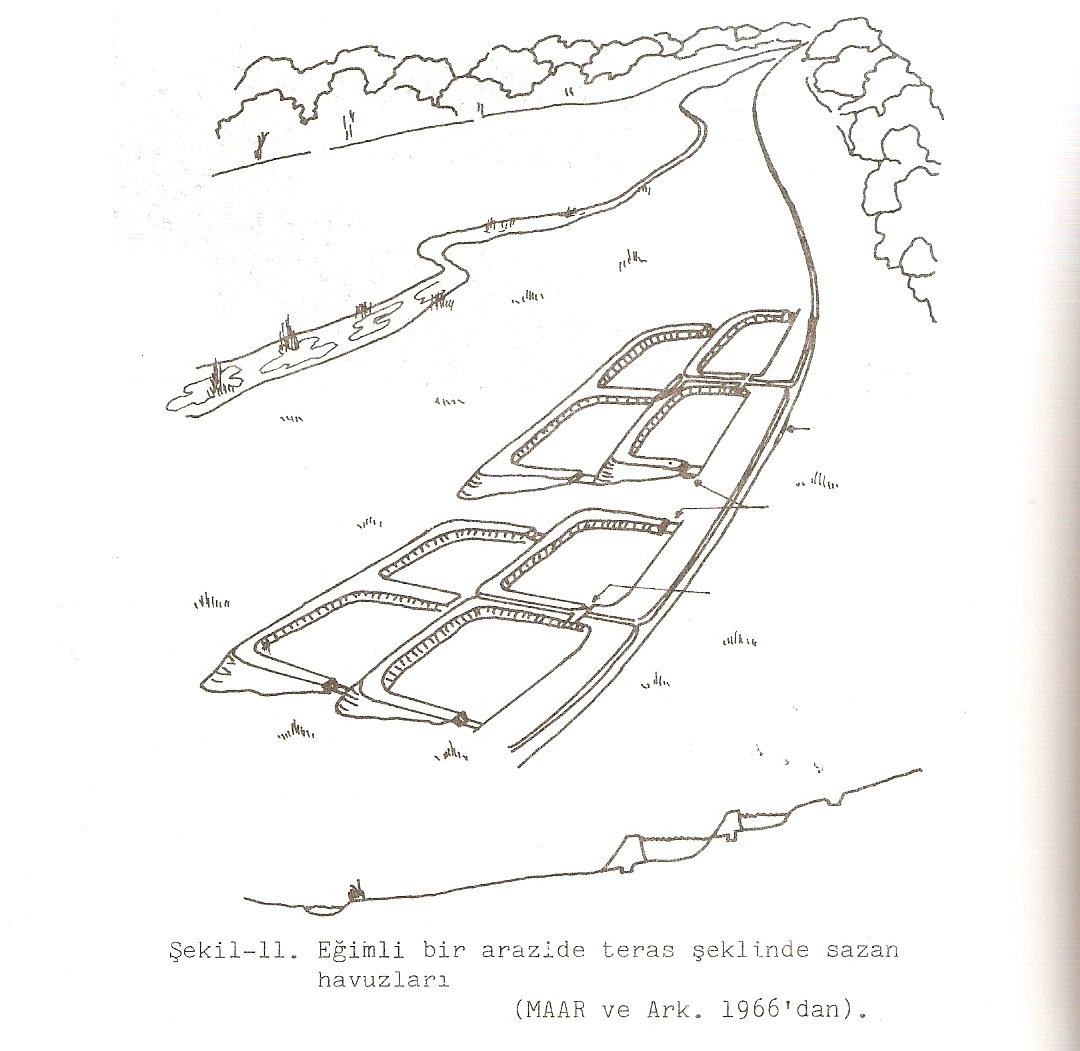 Şekil-11. Eğimli bir arazide teras şeklinde sazan
havuzları
(MAAR ve Ark. 1966'dan).